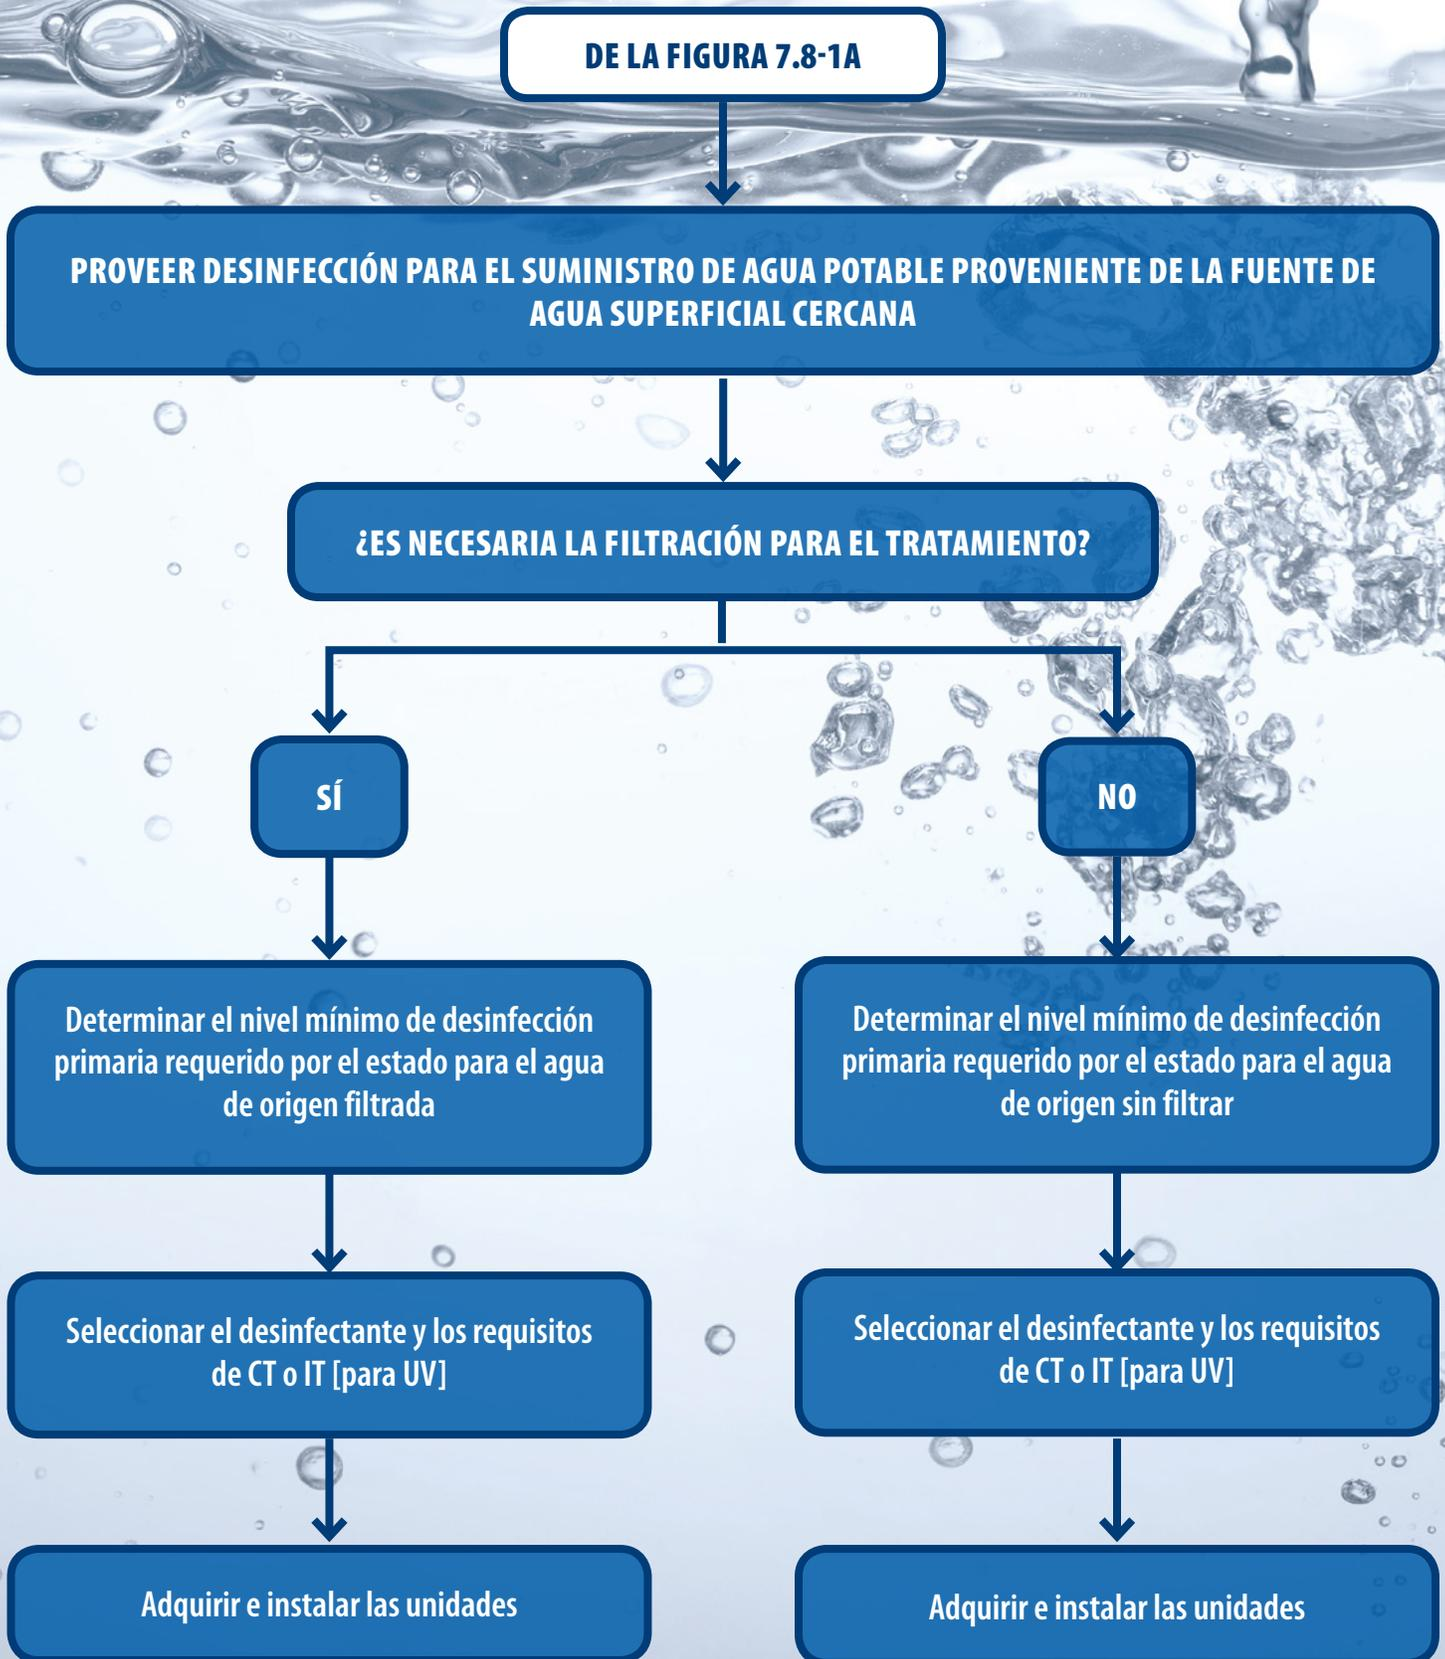 DE LA FIGURA 7.8-1A
PROVEER DESINFECCIÓN PARA EL SUMINISTRO DE AGUA POTABLE PROVENIENTE DE LA FUENTE DE
AGUA SUPERFICIAL CERCANA
¿ES NECESARIA LA FILTRACIÓN PARA EL TRATAMIENTO?
SÍ
NO
Determinar el nivel mínimo de desinfección
primaria requerido por el estado para el agua
de origen filtrada
Determinar el nivel mínimo de desinfección
primaria requerido por el estado para el agua
de origen sin filtrar
Seleccionar el desinfectante y los requisitos
de CT o IT [para UV]
Seleccionar el desinfectante y los requisitos
de CT o IT [para UV]
Adquirir e instalar las unidades
Adquirir e instalar las unidades